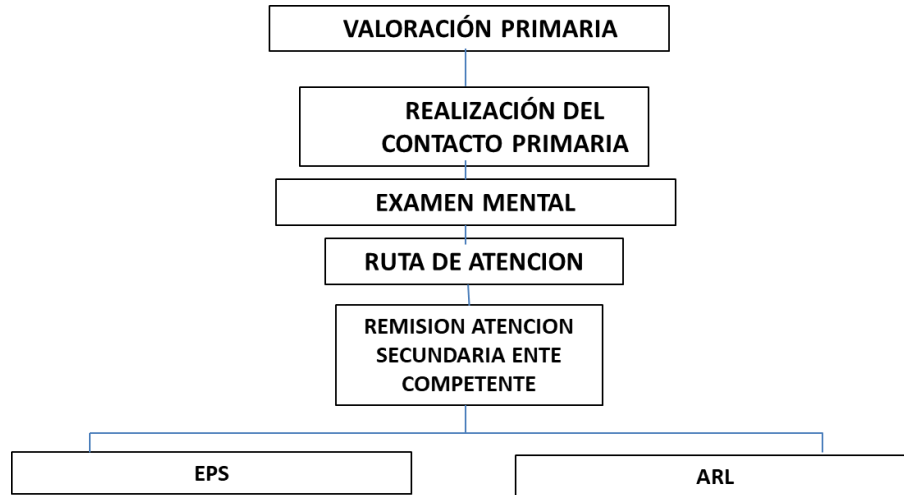 VALORACIÓN PRIMARIA
REALIZACIÓN DEL
CONTACTO PRIMARIA
EXAMEN MENTAL
RUTA DE ATENCION
REMISION ATENCION
SECUNDARIA ENTE
COMPETENTE
EPS
ARL